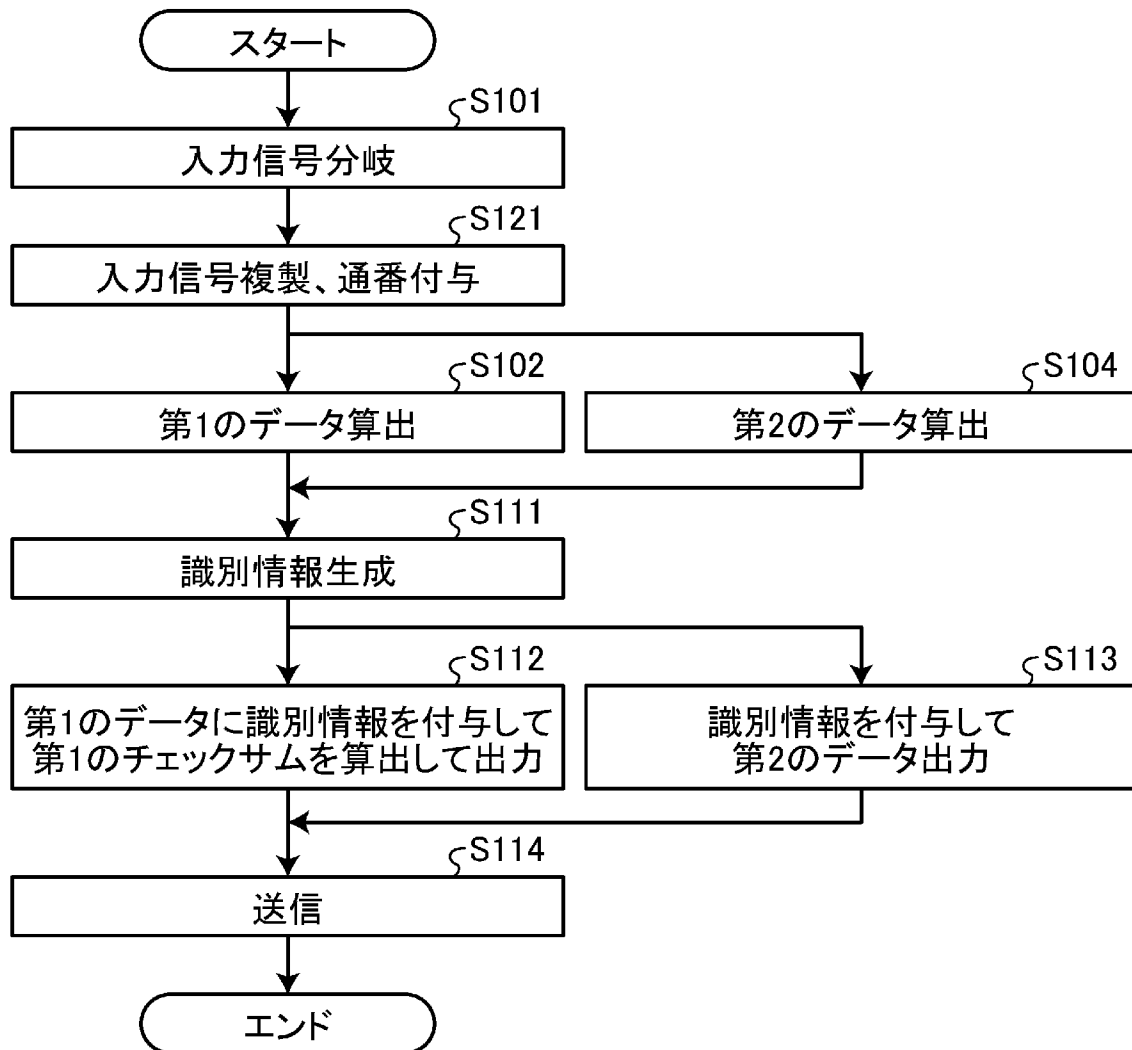 スタート
S101
入力信号分岐
S121
入力信号複製、通番付与
S102
第1のデータ算出
S104
第2のデータ算出
S111
識別情報生成
S112
第1のデータに識別情報を付与して
第1のチェックサムを算出して出力
S113
識別情報を付与して
第2のデータ出力
S114
送信
エンド